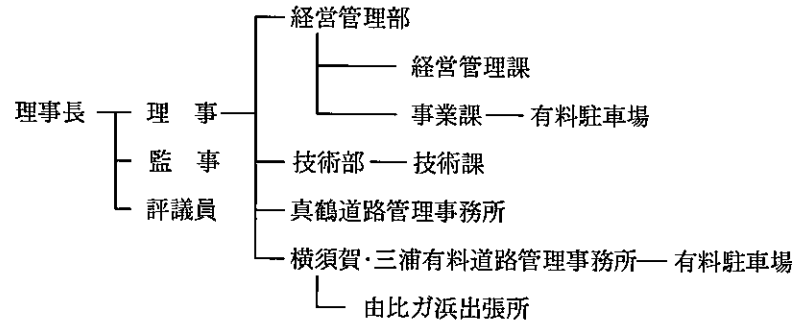 経営管理部
経営管理課
理事長 理事 事業課 有料駐車場
監事 技術部 技術課
評議員 真鶴道路管理事務所
横須賀・三浦有料道路管理事務所 有料駐車場
由比ガ浜出張所